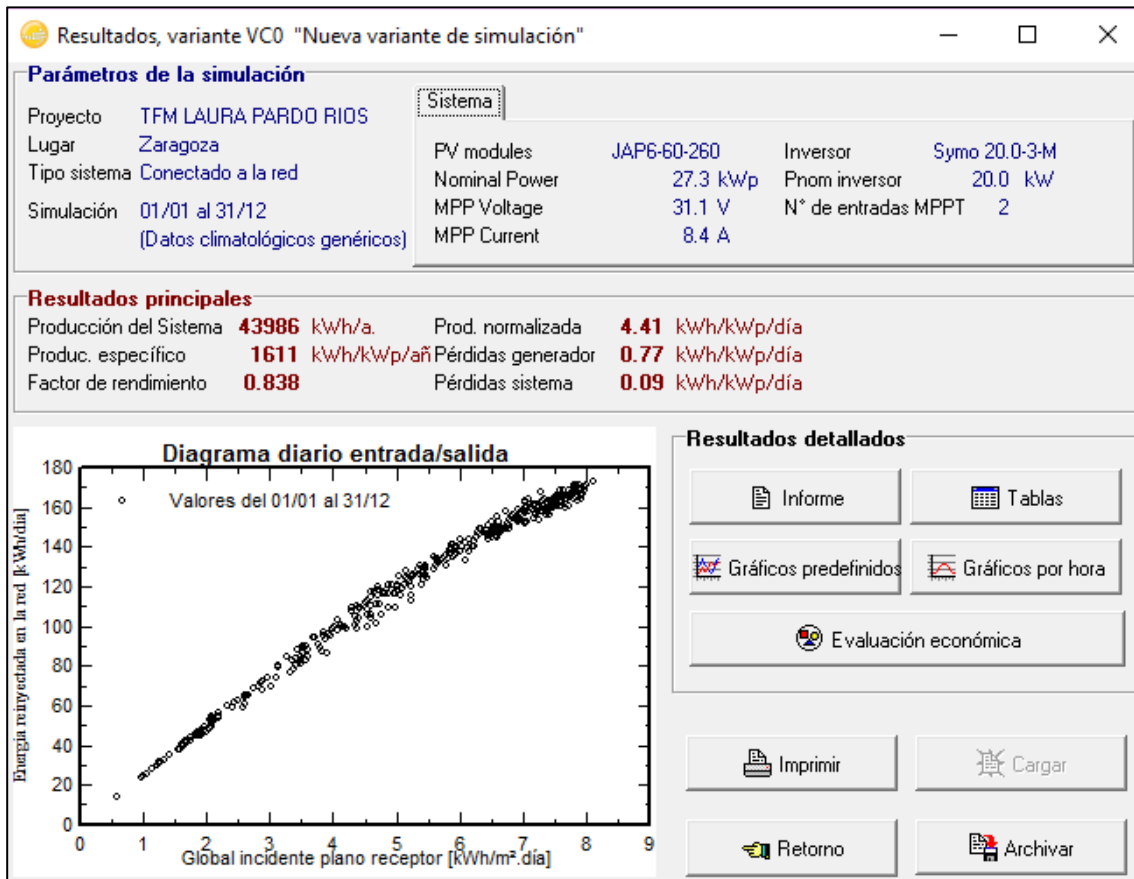 Resultados, variante VC0 "Nueva variante de simulación"
Parámetros de la simulación
Proyecto TFM LAURA PARDO RIOS
Lugar Zaragoza
Tipo sistema Conectado a la red
Simulación 01/01 al 31/12
(Datos climatológicos genéricos)
Sistema
PV modules JAP6-60-260 Inversor Symo 20.0-3-M
Nominal Power 27.3 kWp Pnom inversor 20.0 kW
MPP Voltage 31.1 V N° de entradas MPPT 2
MPP Current 8.4 A
Resultados principales
Producción del Sistema 43986 kWh/a. Prod. normalizada 4.41 kWh/kWp/día
Produc. específico 1611 kWh/kWp/añ Pérdidas generador 0.77 kWh/kWp/día
Factor de rendimiento 0.838 Pérdidas sistema 0.09 kWh/kWp/día
Diagrama diario entrada/salida
Valores del 01/01 al 31/12
Energía reinyectada en la red [kWh/día]
180
160
140
120
100
80
60
40
20
0
0 1 2 3 4 5 6 7 8 9
Global incidente plano receptor [kWh/m².día]
Resultados detallados
Informe Tablas
Gráficos predefinidos Gráficos por hora
Evaluación económica
Imprimir Cargar
Retorno Archivar